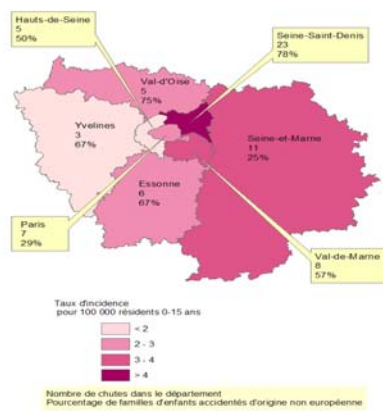 Hauts-de-Seine
5
50%
Seine-Saint-Denis
23
78%
Val-d'Oise
5
75%
Yvelines
3
67%
Seine-et-Marne
11
25%
Essonne
6
67%
Paris
7
29%
Val-de-Marne
8
57%
Taux d'incidence
pour 100 000 résidents 0-15 ans
< 2
2 - 3
3 - 4
> 4
Nombre de chutes dans le département
Pourcentage de familles d'enfants accidentés d'origine non européenne